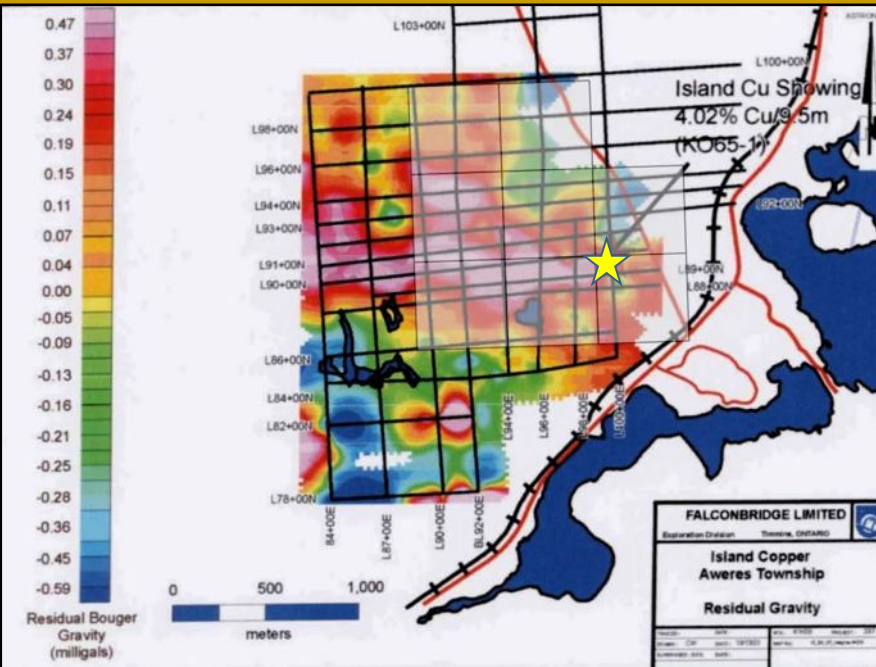 0.47
0.37
0.30
0.24
0.19
0.15
0.11
0.07
0.04
0.00
-0.05
-0.09
-0.13
-0.16
-0.21
-0.25
-0.28
-0.36
-0.45
-0.59
Residual Bouger
Gravity
(milligals)
L103+00N
L100+00N
Island Cu Showing
4.02% Cu/9.5m
(KO65-1)
L98+00N
L96+00N
L94+00N
L93+00N
L92+00N
L91+00N
L90+00N
L89+00N
L88+00N
L86+00N
L84+00N
L82+00N
L78+00N
84+00E
L87+00E
L90+00E
BL92+00E
L94+00E
L96+00E
L98+00E
L100+00E
0
500
1,000
meters
FALCONBRIDGE LIMITED
Exploration Division
Timmins, ONTARIO
Island Copper
Aweres Township
Residual Gravity